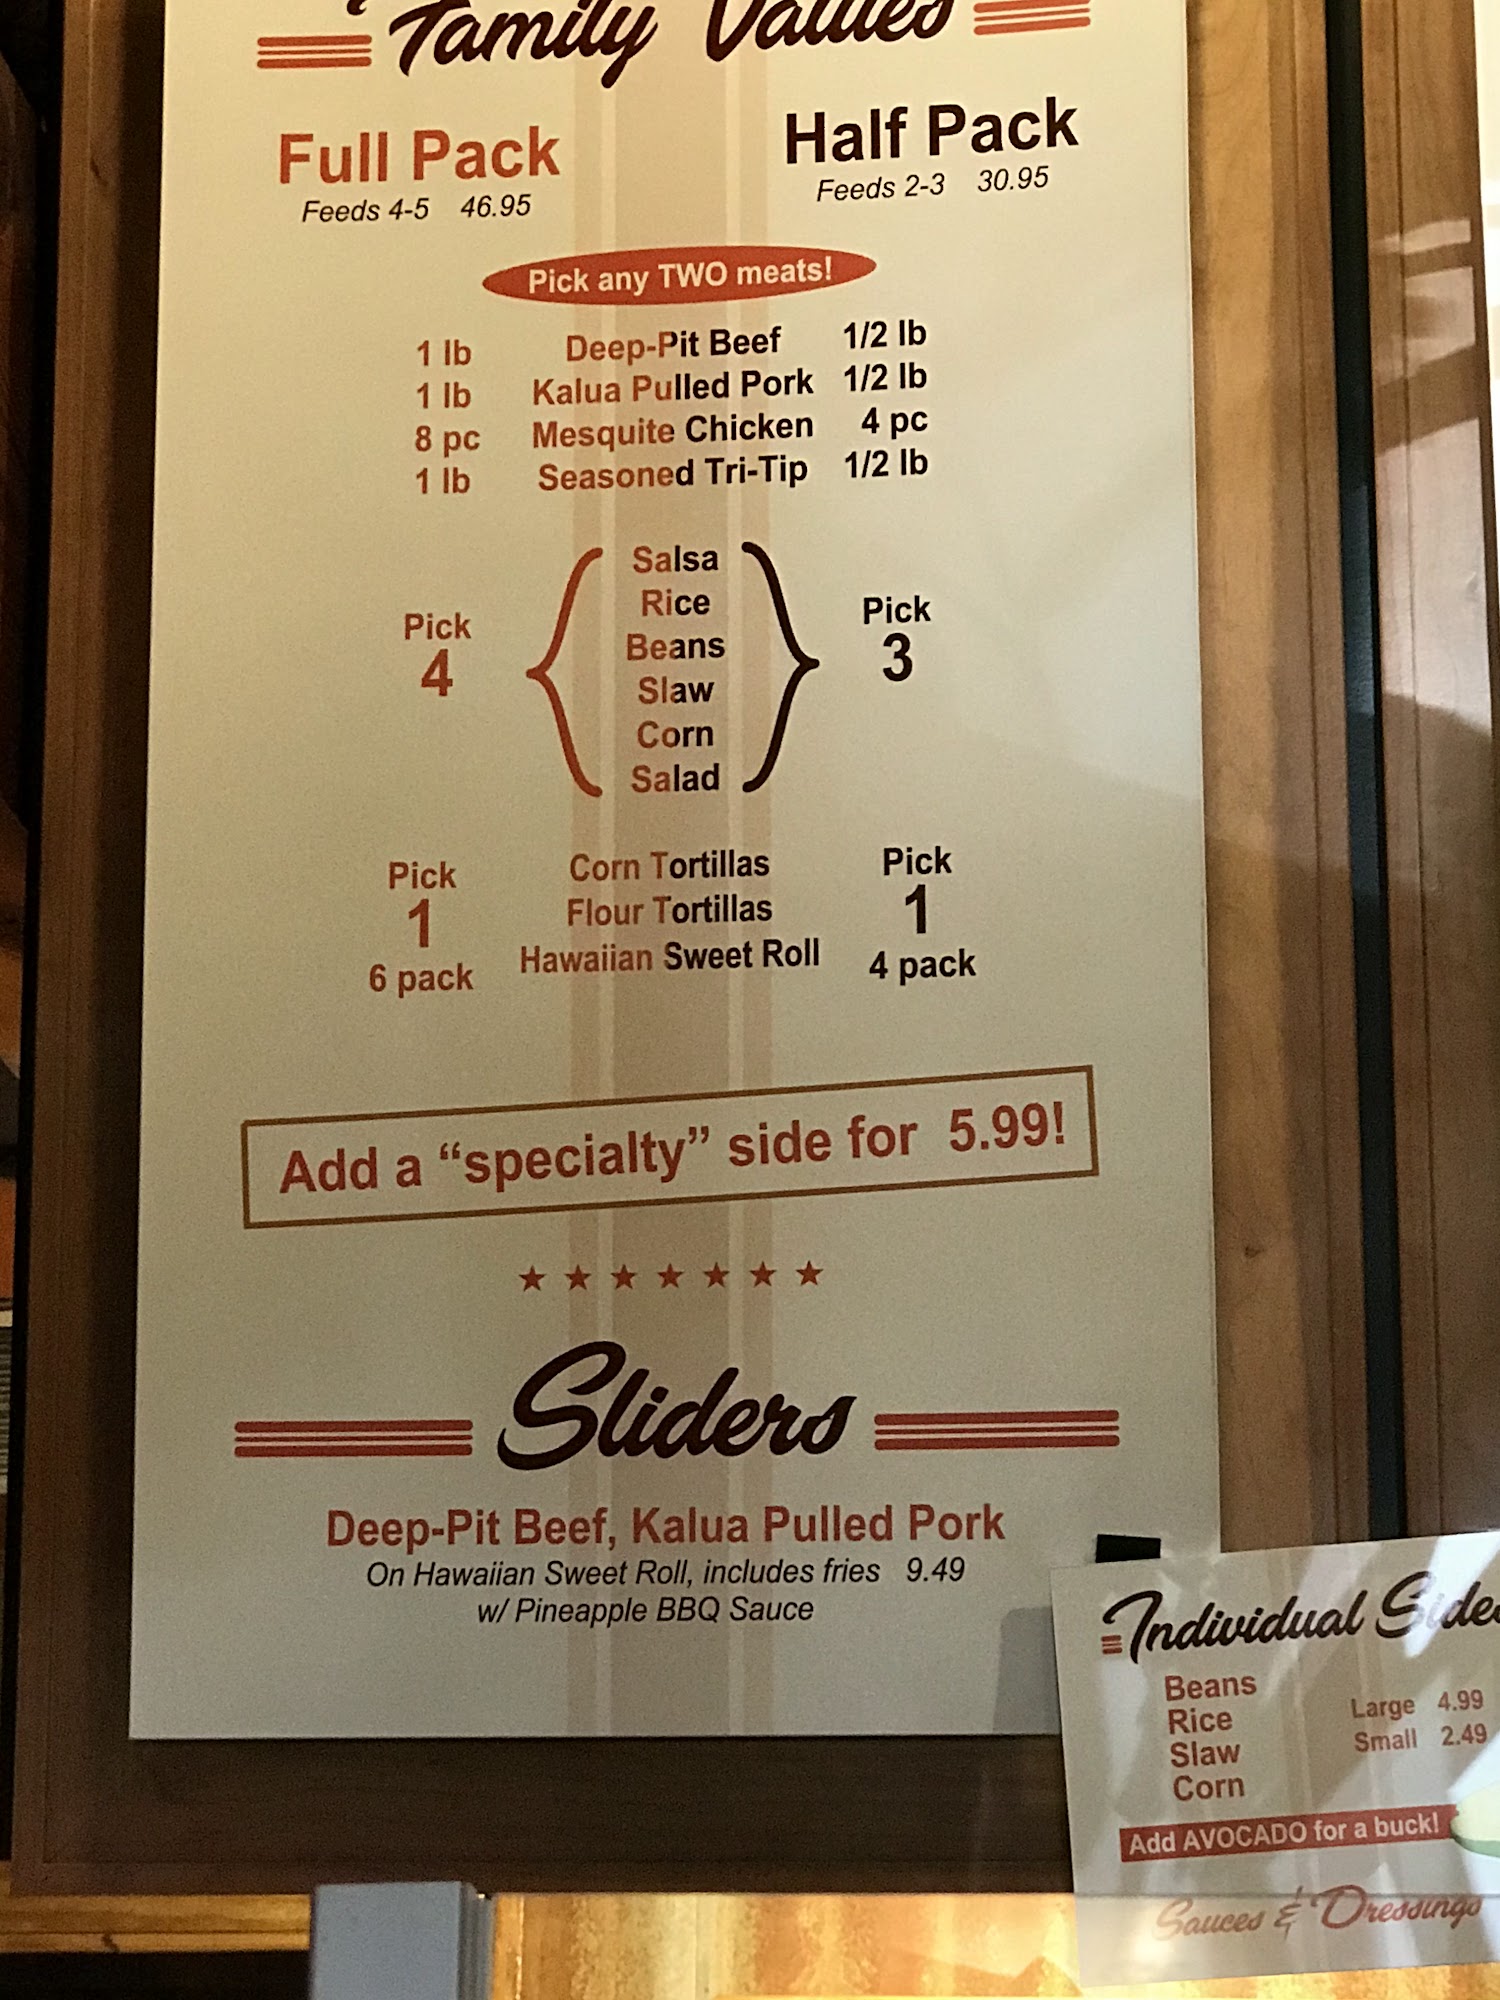 Family Values
Full Pack
Feeds 4-5 46.95
Half Pack
Feeds 2-3 30.95
Pick any TWO meats!
1 lb Deep-Pit Beef 1/2 lb
1 lb Kalua Pulled Pork 1/2 lb
8 pc Mesquite Chicken 4 pc
1 lb Seasoned Tri-Tip 1/2 lb
Pick
4
Salsa
Rice
Beans
Slaw
Corn
Salad
Pick
3
Pick
1
6 pack
Corn Tortillas
Flour Tortillas
Hawaiian Sweet Roll
Pick
1
4 pack
Add a “specialty” side for 5.99!
Sliders
Deep-Pit Beef, Kalua Pulled Pork
On Hawaiian Sweet Roll, includes fries 9.49
w/ Pineapple BBQ Sauce
Individual Sides
Beans
Rice
Slaw
Corn
Large 4.99
Small 2.49
Add AVOCADO for a buck!
Sauces & Dressings